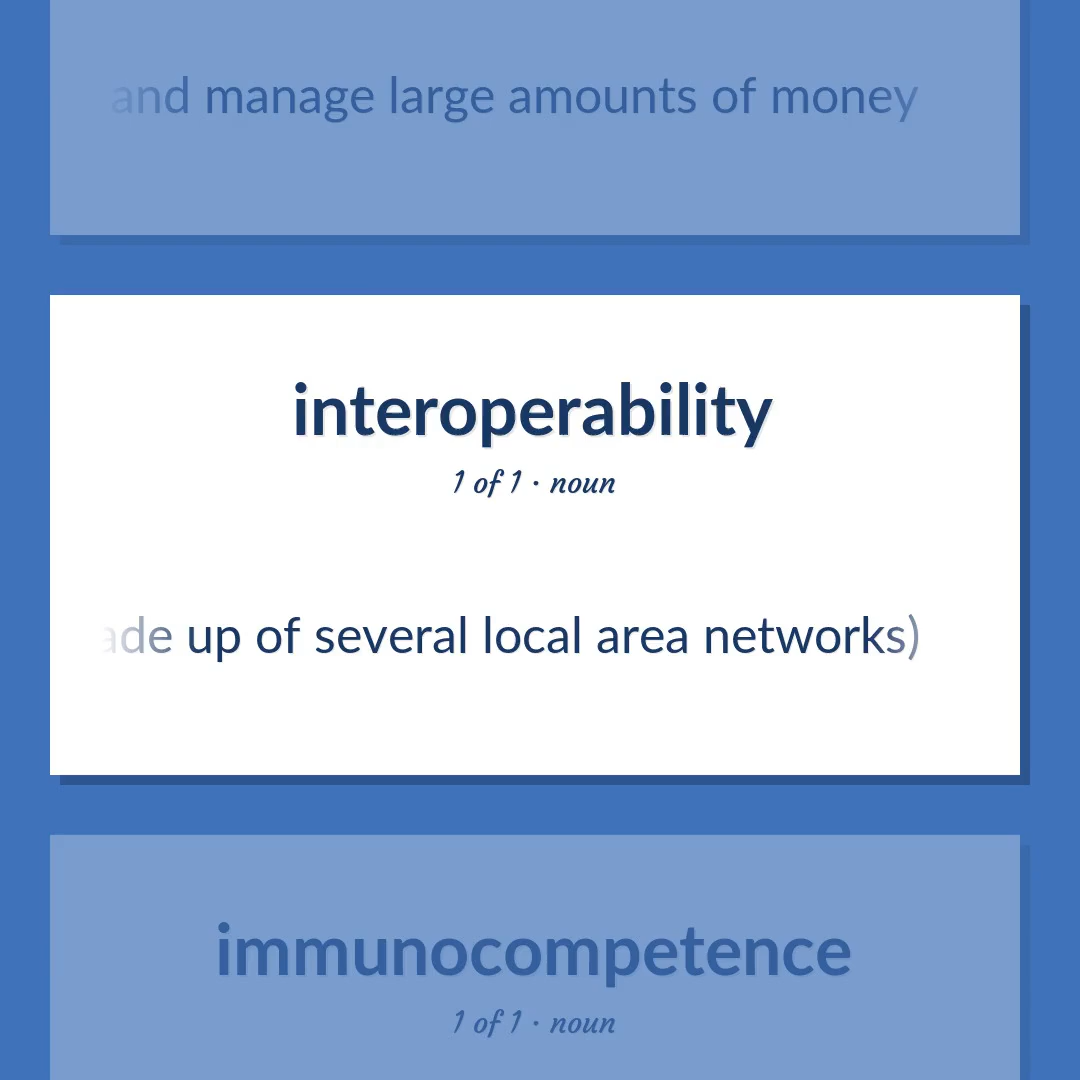 and manage large amounts of money
interoperability
1 of 1 · noun
ade up of several local area networks)
immunocompetence
1 of 1 · noun